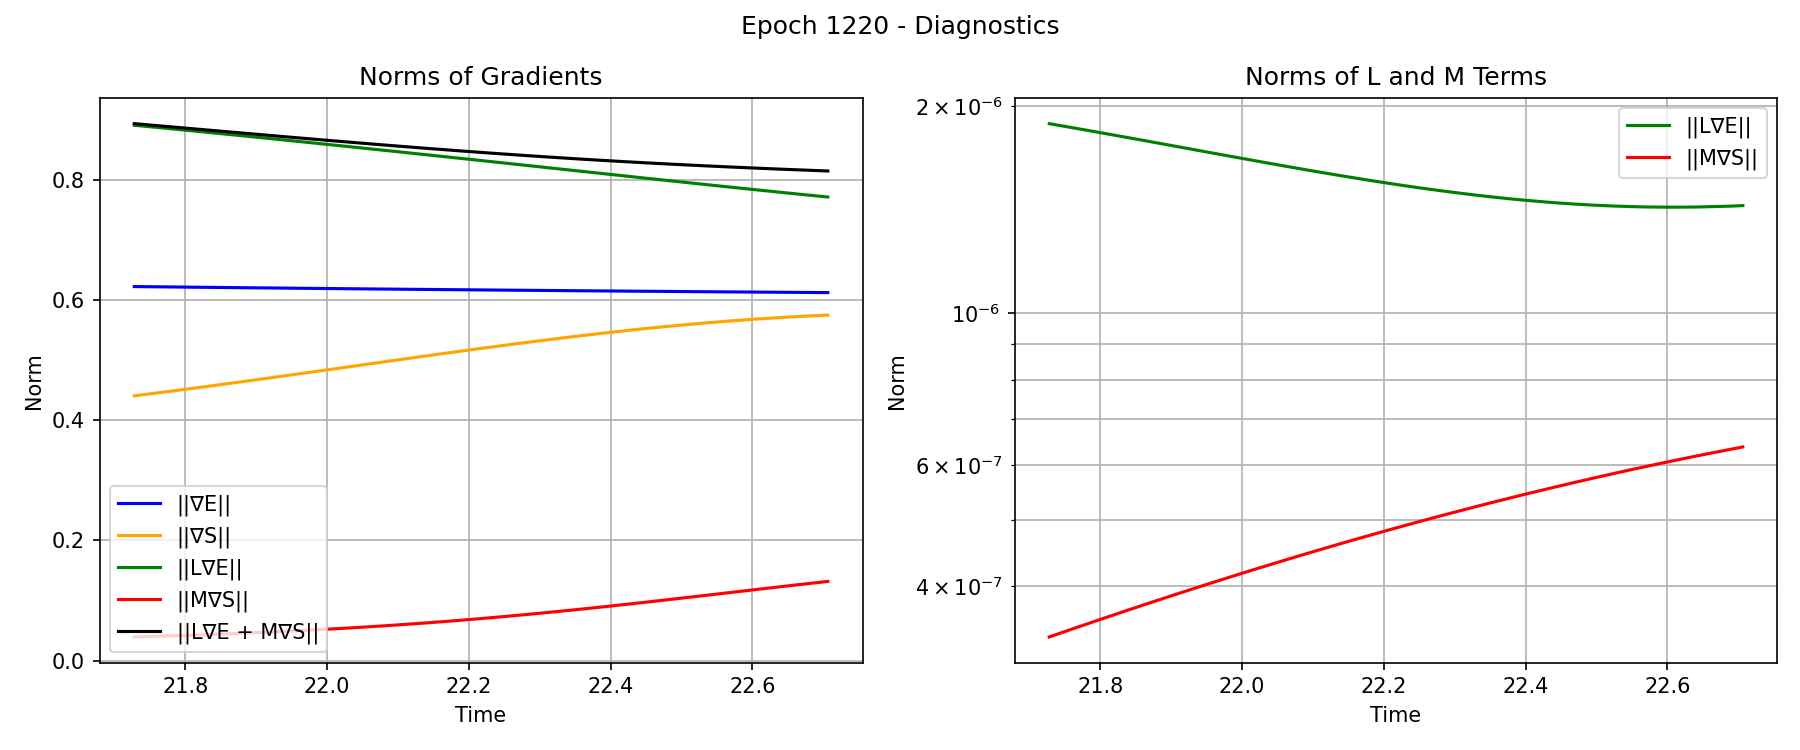 Epoch 1220 - Diagnostics
Norms of Gradients
Norm
0.8
0.6
0.4
0.2
0.0
||∇E||
||∇S||
||L∇E||
||M∇S||
||L∇E + M∇S||
21.8 22.0 22.2 22.4 22.6
Time
Norms of L and M Terms
Norm
2 × 10⁻⁶
10⁻⁶
6 × 10⁻⁷
4 × 10⁻⁷
||L∇E||
||M∇S||
21.8 22.0 22.2 22.4 22.6
Time